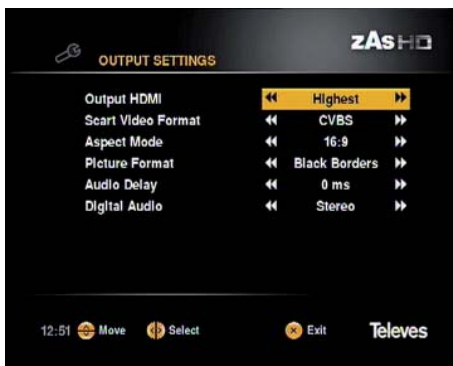 zAs HD
OUTPUT SETTINGS
Output HDMI Highest
Scart Video Format CVBS
Aspect Mode 16:9
Picture Format Black Borders
Audio Delay 0 ms
Digital Audio Stereo
12:51 Move Select Exit Televes